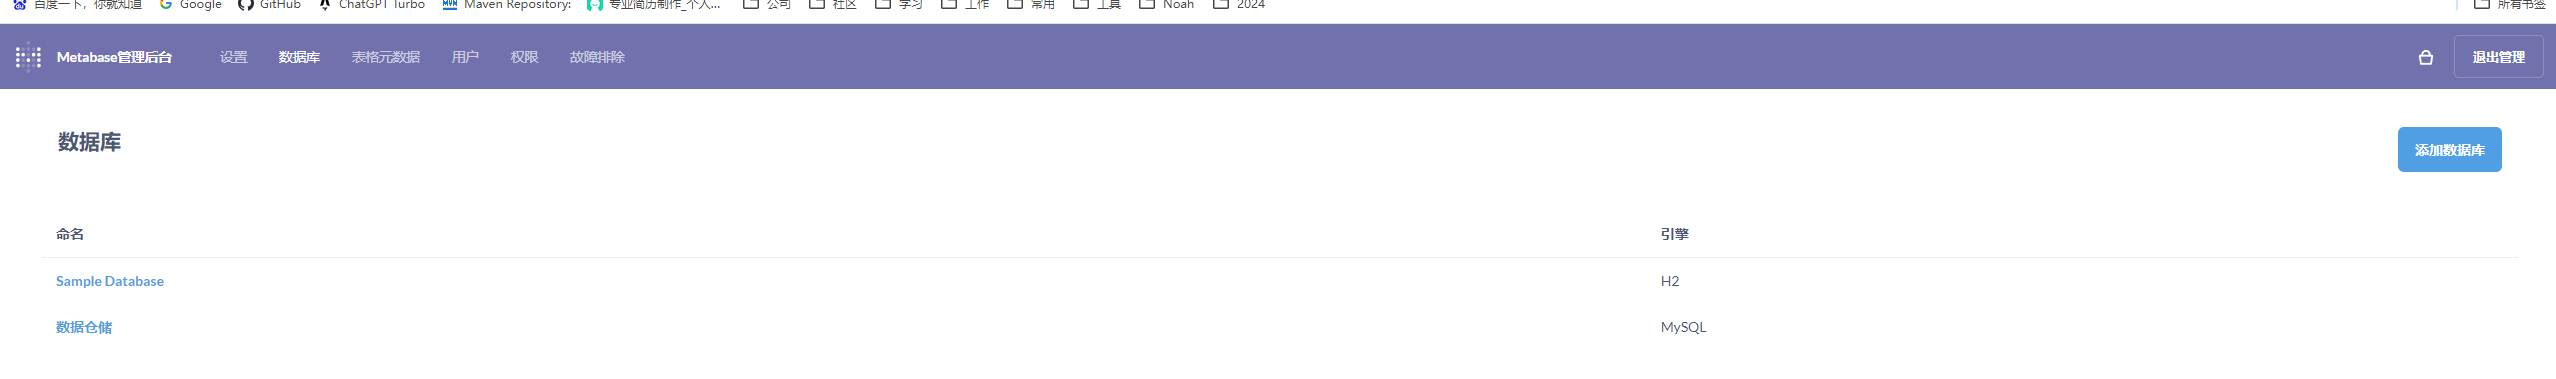 百度一下，你就知道 Google GitHub ChatGPT Turbo Maven Repository: 专业简历制作_个人... 公司 社区 学习 工作 常用 工具 Noah 2024 所有书签
Metabase管理后台 设置 数据库 表格元数据 用户 权限 故障排除 退出管理
数据库
添加数据库
命名 引擎
Sample Database H2
数据仓储 MySQL